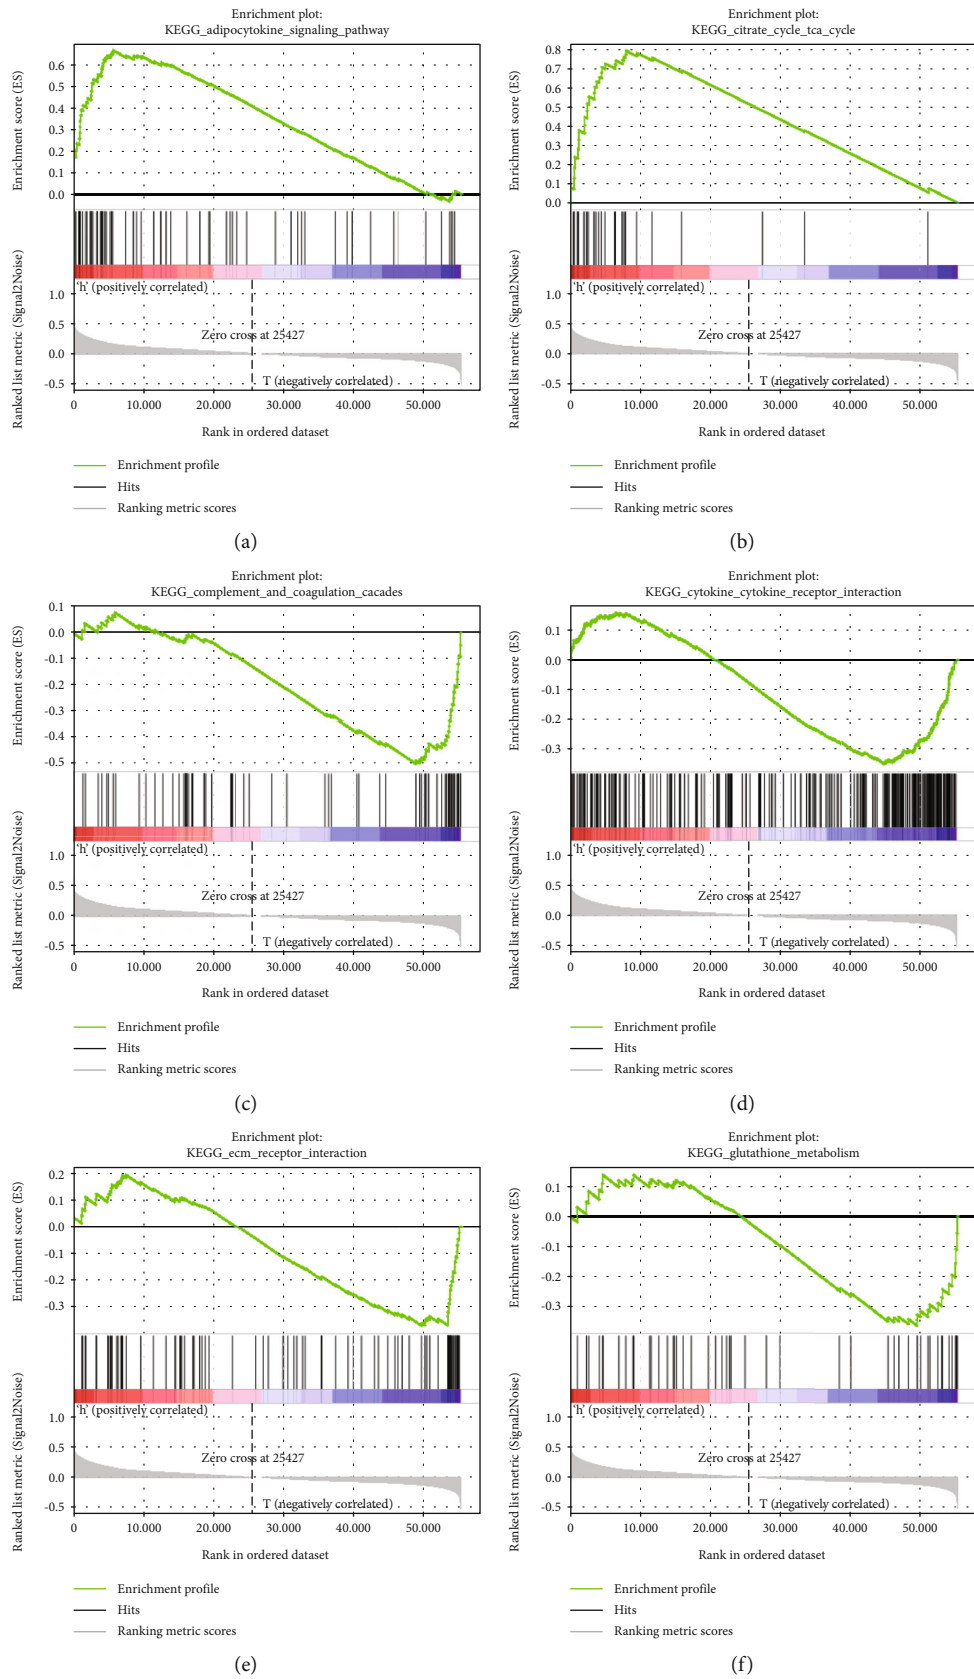 Enrichment plot:
KEGG_adipocytokine_signaling_pathway
Enrichment score (ES)
0.6
0.5
0.4
0.3
0.2
0.1
0.0
Ranked list metric (Signal2Noise)
'h' (positively correlated)
1.0
0.5
0.0
-0.5
Zero cross at 25427
T (negatively correlated)
0 10.000 20.000 30.000 40.000 50.000
Rank in ordered dataset
Enrichment profile
Hits
Ranking metric scores
(a)
Enrichment plot:
KEGG_citrate_cycle_tca_cycle
Enrichment score (ES)
0.8
0.7
0.6
0.5
0.4
0.3
0.2
0.1
0.0
Ranked list metric (Signal2Noise)
'h' (positively correlated)
1.0
0.5
0.0
-0.5
Zero cross at 25427
T (negatively correlated)
0 10.000 20.000 30.000 40.000 50.000
Rank in ordered dataset
Enrichment profile
Hits
Ranking metric scores
(b)
Enrichment plot:
KEGG_complement_and_coagulation_cacades
Enrichment score (ES)
0.1
0.0
-0.1
-0.2
-0.3
-0.4
-0.5
Ranked list metric (Signal2Noise)
'h' (positively correlated)
1.0
0.5
0.0
-0.5
Zero cross at 25427
T (negatively correlated)
0 10.000 20.000 30.000 40.000 50.000
Rank in ordered dataset
Enrichment profile
Hits
Ranking metric scores
(c)
Enrichment plot:
KEGG_cytokine_cytokine_receptor_interaction
Enrichment score (ES)
0.1
0.0
-0.1
-0.2
-0.3
Ranked list metric (Signal2Noise)
'h' (positively correlated)
1.0
0.5
0.0
-0.5
Zero cross at 25427
T (negatively correlated)
0 10.000 20.000 30.000 40.000 50.000
Rank in ordered dataset
Enrichment profile
Hits
Ranking metric scores
(d)
Enrichment plot:
KEGG_ecm_receptor_interaction
Enrichment score (ES)
0.2
0.1
0.0
-0.1
-0.2
-0.3
Ranked list metric (Signal2Noise)
'h' (positively correlated)
1.0
0.5
0.0
-0.5
Zero cross at 25427
T (negatively correlated)
0 10.000 20.000 30.000 40.000 50.000
Rank in ordered dataset
Enrichment profile
Hits
Ranking metric scores
(e)
Enrichment plot:
KEGG_glutathione_metabolism
Enrichment score (ES)
0.1
0.0
-0.1
-0.2
-0.3
Ranked list metric (Signal2Noise)
'h' (positively correlated)
1.0
0.5
0.0
-0.5
Zero cross at 25427
T (negatively correlated)
0 10.000 20.000 30.000 40.000 50.000
Rank in ordered dataset
Enrichment profile
Hits
Ranking metric scores
(f)